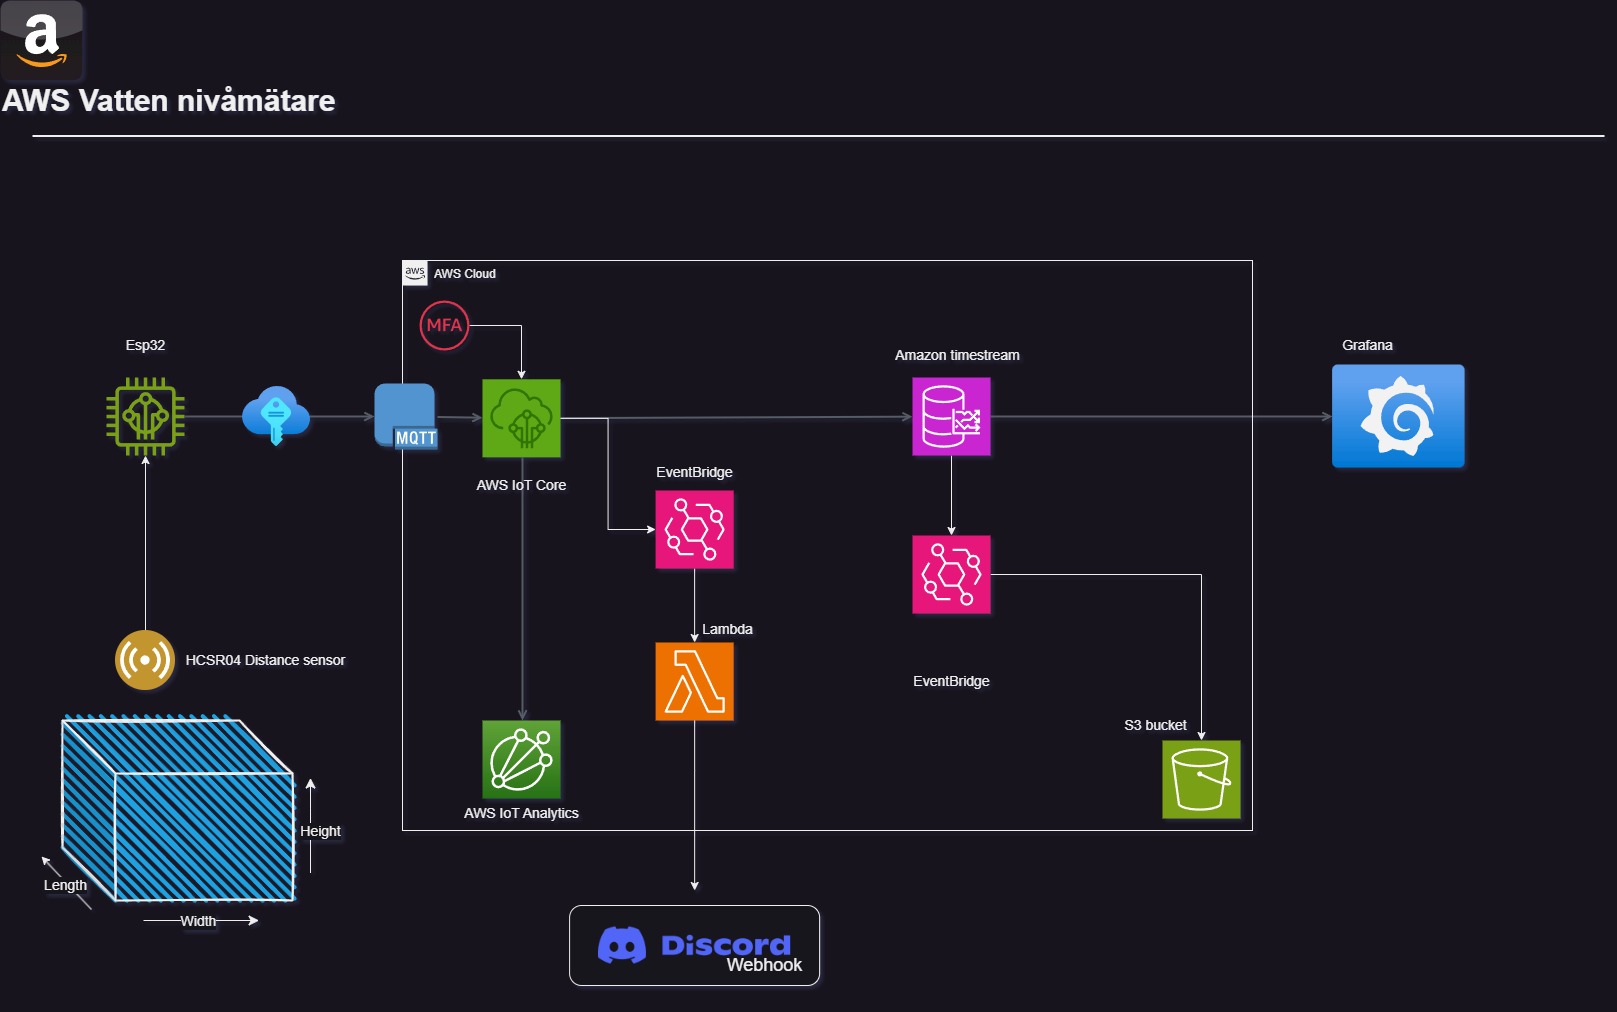 a
AWS Vatten nivåmätare
aws
AWS Cloud
MFA
Esp32
Amazon timestream
Grafana
MQTT
AWS IoT Core
EventBridge
Lambda
HCSR04 Distance sensor
EventBridge
S3 bucket
AWS IoT Analytics
Height
Length
Width
Discord
Webhook